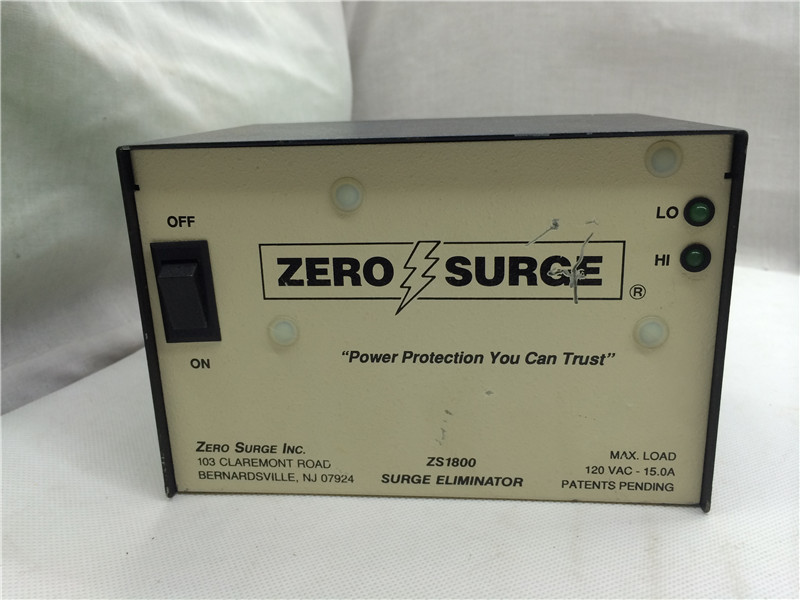 OFF
LO
HI
ZERO SURGE ®
ON
“Power Protection You Can Trust”
ZERO SURGE INC.
103 CLAREMONT ROAD
BERNARDSVILLE, NJ 07924
ZS1800
SURGE ELIMINATOR
MAX. LOAD
120 VAC - 15.0A
PATENTS PENDING